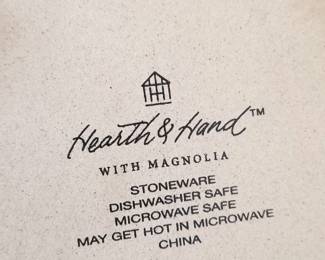 Hearth & Hand™
WITH MAGNOLIA
STONEWARE
DISHWASHER SAFE
MICROWAVE SAFE
MAY GET HOT IN MICROWAVE
CHINA